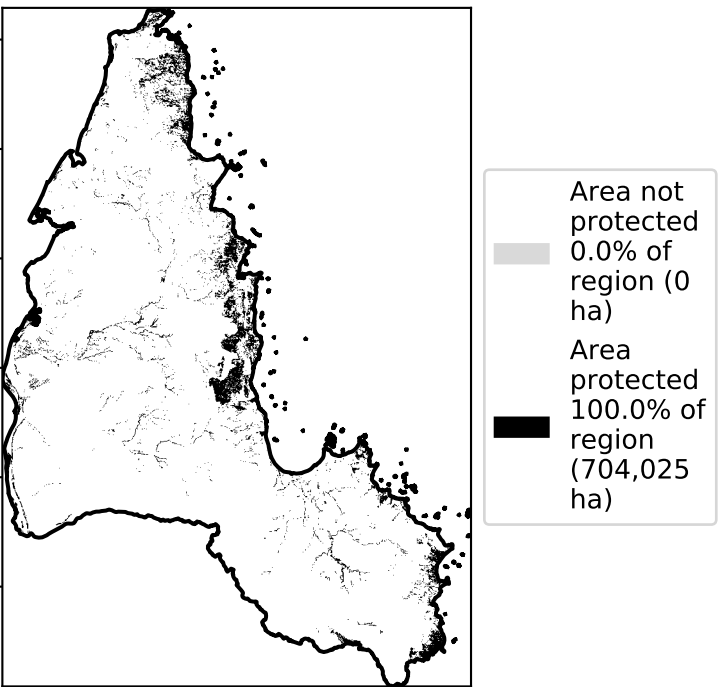 Area not
protected
0.0% of
region (0
ha)
Area
protected
100.0% of
region
(704,025
ha)